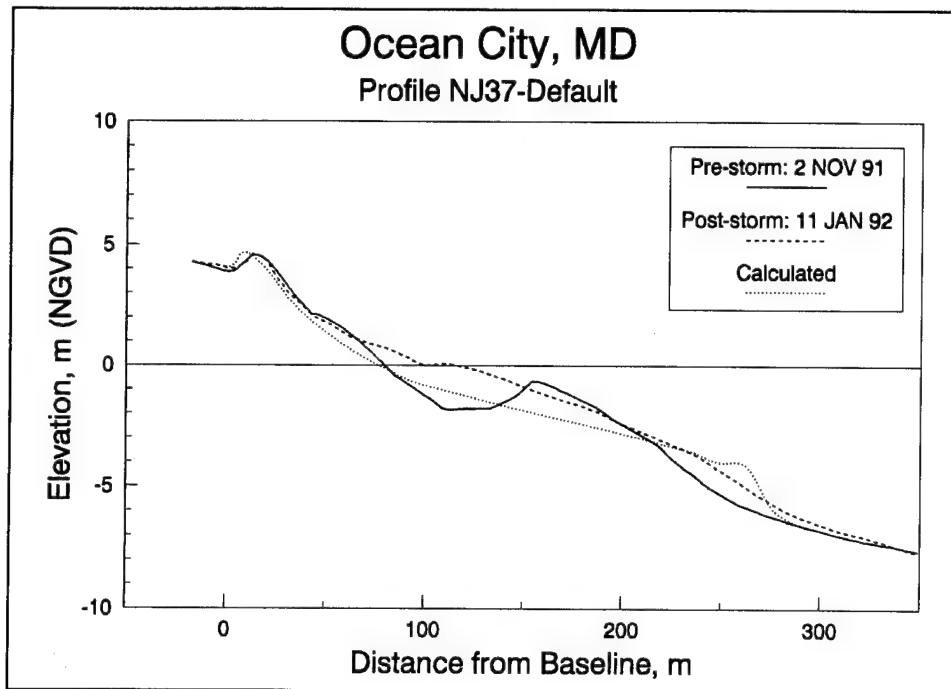 Ocean City, MD
Profile NJ37-Default
Pre-storm: 2 NOV 91
Post-storm: 11 JAN 92
Calculated
Elevation, m (NGVD)
10
5
0
-5
-10
0
100
200
300
Distance from Baseline, m